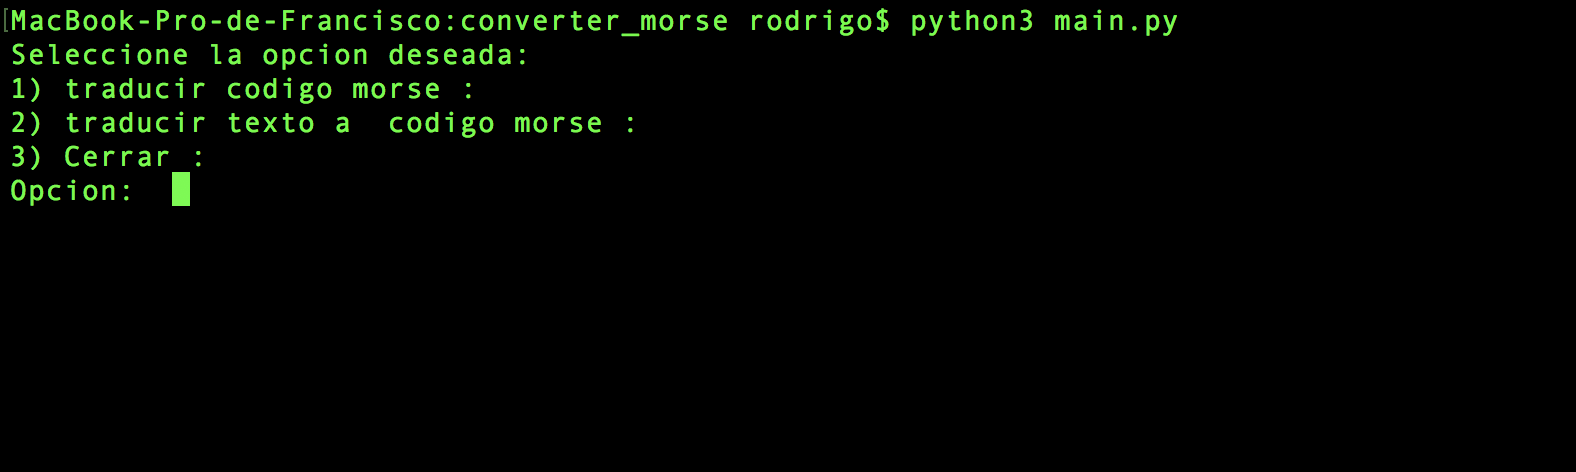 MacBook-Pro-de-Francisco:converter_morse rodrigo$ python3 main.py
Seleccione la opcion deseada:
1) traducir codigo morse :
2) traducir texto a  codigo morse :
3) Cerrar :
Opcion: